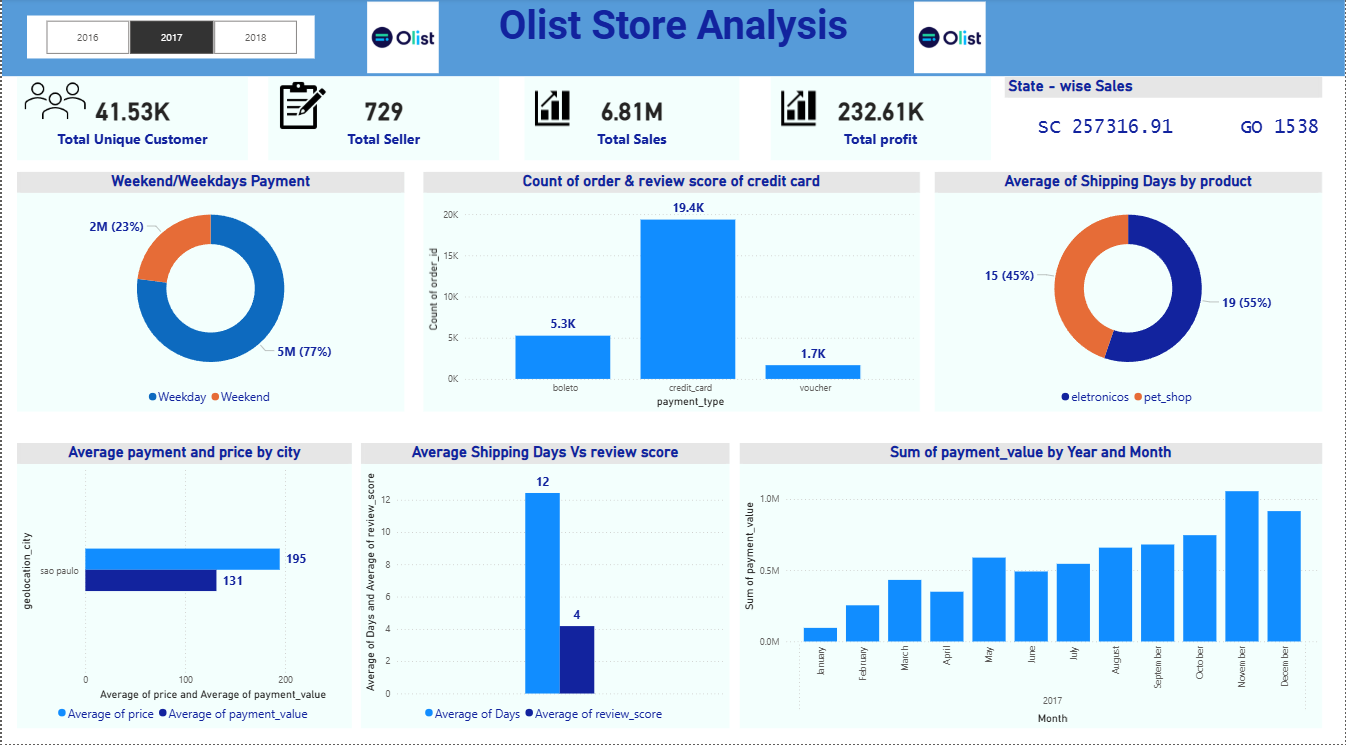 Olist Store Analysis
2016 2017 2018
Olist
Olist
41.53K
Total Unique Customer
729
Total Seller
6.81M
Total Sales
232.61K
Total profit
State - wise Sales
SC 257316.91 GO 1538
Weekend/Weekdays Payment
2M (23%)
5M (77%)
Weekday Weekend
Count of order & review score of credit card
Count of order_id
20K
15K
10K
5K
0K
5.3K
19.4K
1.7K
boleto credit_card voucher
payment_type
Average of Shipping Days by product
15 (45%)
19 (55%)
eletronicos pet_shop
Average payment and price by city
geolocation_city
sao paulo
195
131
0 100 200
Average of price and Average of payment_value
Average of price Average of payment_value
Average Shipping Days Vs review score
Average of Days and Average of review_score
12
10
8
6
4
2
0
12
4
Average of Days Average of review_score
Sum of payment_value by Year and Month
Sum of payment_value
1.0M
0.5M
0.0M
January February March April May June July August September October November December
2017
Month